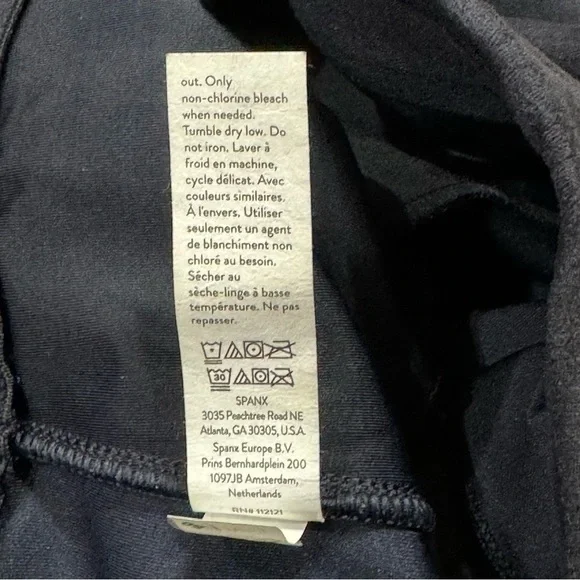 out. Only
non-chlorine bleach
when needed.
Tumble dry low. Do
not iron. Laver à
froid en machine,
cycle délicat. Avec
couleurs similaires.
À l'envers. Utiliser
seulement un agent
de blanchiment non
chloré au besoin.
Sécher au
sèche-linge à basse
température. Ne pas
repasser.
30
SPANX
3035 Peachtree Road NE
Atlanta, GA 30305, U.S.A.
Spanx Europe B.V.
Prins Bernhardplein 200
1097JB Amsterdam,
Netherlands
RN# 112121